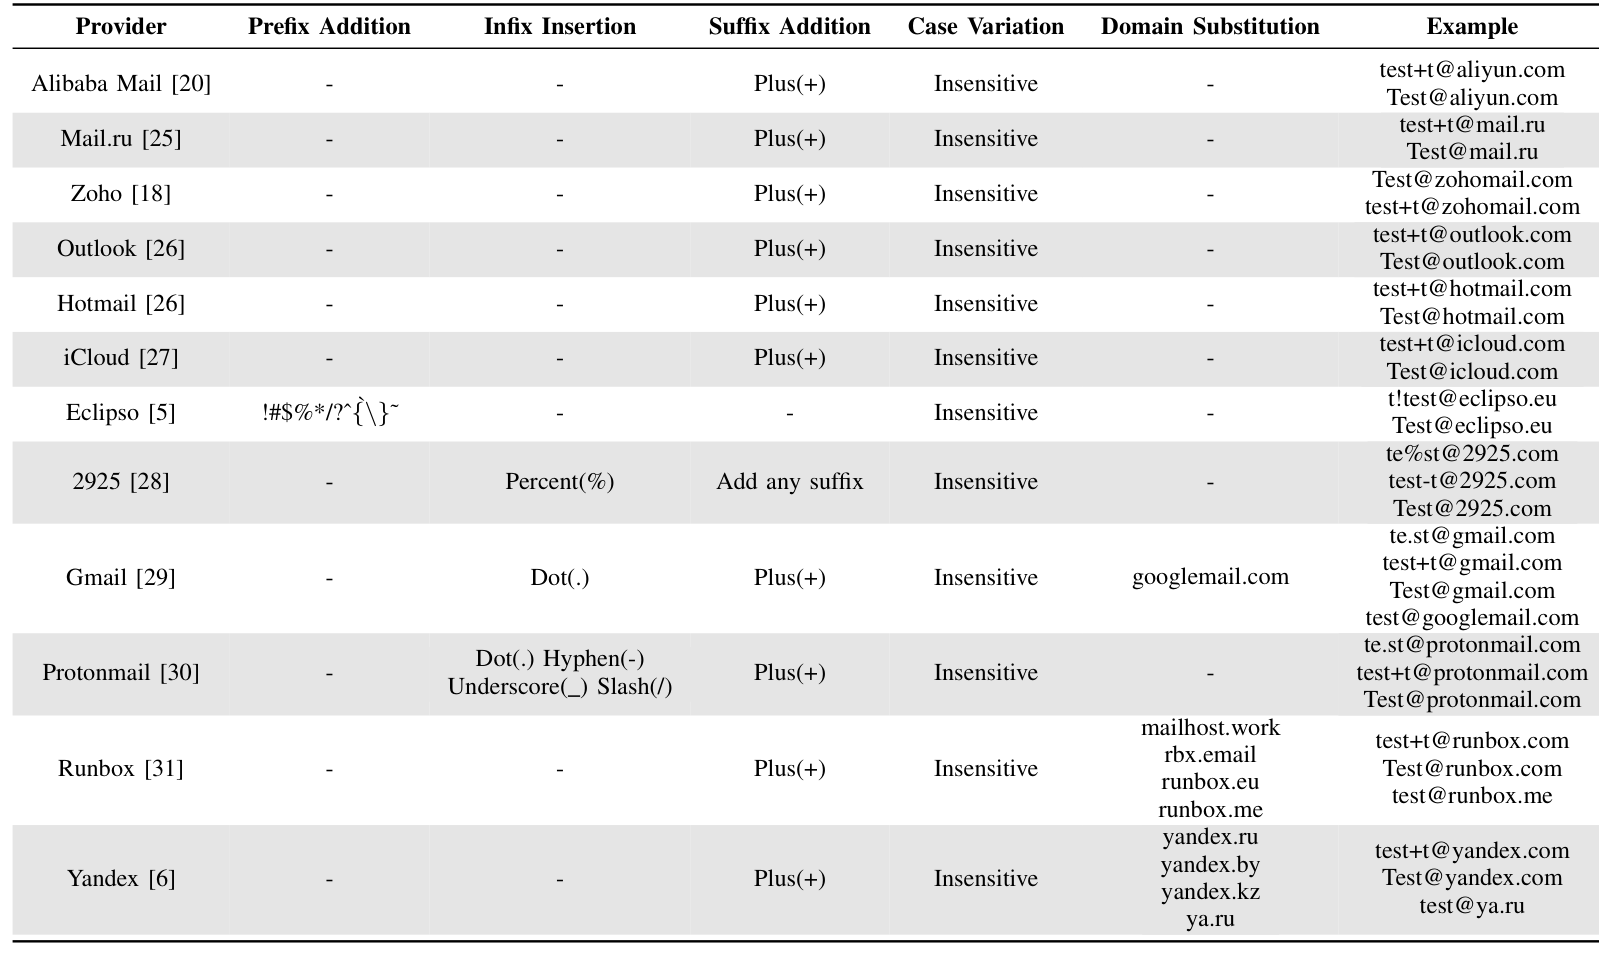 Provider Prefix Addition Infix Insertion Suffix Addition Case Variation Domain Substitution Example
Alibaba Mail [20] - - Plus(+) Insensitive - test+t@aliyun.com
Test@aliyun.com
Mail.ru [25] - - Plus(+) Insensitive - test+t@mail.ru
Test@mail.ru
Zoho [18] - - Plus(+) Insensitive - Test@zohomail.com
test+t@zohomail.com
Outlook [26] - - Plus(+) Insensitive - test+t@outlook.com
Test@outlook.com
Hotmail [26] - - Plus(+) Insensitive - test+t@hotmail.com
Test@hotmail.com
iCloud [27] - - Plus(+) Insensitive - test+t@icloud.com
Test@icloud.com
Eclipso [5] !#$%*/?^`{\}~ - - Insensitive - t!test@eclipso.eu
Test@eclipso.eu
2925 [28] - Percent(%) Add any suffix Insensitive - te%st@2925.com
test-t@2925.com
Test@2925.com
Gmail [29] - Dot(.) Plus(+) Insensitive googlemail.com te.st@gmail.com
test+t@gmail.com
Test@gmail.com
test@googlemail.com
Protonmail [30] - Dot(.) Hyphen(-)
Underscore(_) Slash(/) Plus(+) Insensitive - te.st@protonmail.com
test+t@protonmail.com
Test@protonmail.com
Runbox [31] - - Plus(+) Insensitive mailhost.work
rbx.email
runbox.eu
runbox.me
test+t@runbox.com
Test@runbox.com
test@runbox.me
Yandex [6] - - Plus(+) Insensitive yandex.ru
yandex.by
yandex.kz
ya.ru
test+t@yandex.com
Test@yandex.com
test@ya.ru